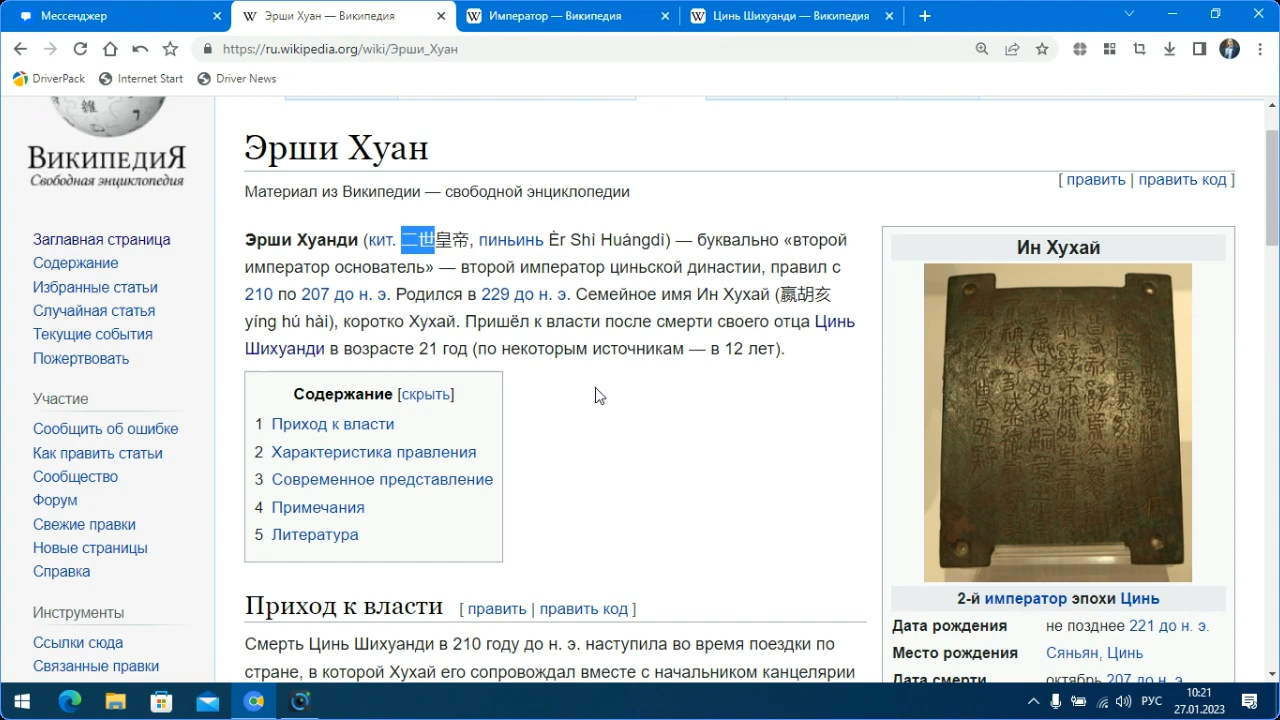 Мессенджер
Эрши Хуан — Википедия
Император — Википедия
Цинь Шихуанди — Википедия
https://ru.wikipedia.org/wiki/Эрши_Хуан
DriverPack
Internet Start
Driver News
ВикипедиЯ
Свободная энциклопедия
Заглавная страница
Содержание
Избранные статьи
Случайная статья
Текущие события
Пожертвовать
Участие
Сообщить об ошибке
Как править статьи
Сообщество
Форум
Свежие правки
Новые страницы
Справка
Инструменты
Ссылки сюда
Связанные правки
Эрши Хуан
[ править | править код ]
Материал из Википедии — свободной энциклопедии
Эрши Хуанди (кит. 二世皇帝, пиньинь Èr Shì Huángdì) — буквально «второй
император основатель» — второй император циньской династии, правил с
210 по 207 до н. э. Родился в 229 до н. э. Семейное имя Ин Хухай (嬴胡亥
yíng hú hài), коротко Хухай. Пришёл к власти после смерти своего отца Цинь
Шихуанди в возрасте 21 год (по некоторым источникам — в 12 лет).
Содержание [скрыть]
1 Приход к власти
2 Характеристика правления
3 Современное представление
4 Примечания
5 Литература
Приход к власти [ править | править код ]
Смерть Цинь Шихуанди в 210 году до н. э. наступила во время поездки по
стране, в которой Хухай его сопровождал вместе с начальником канцелярии
Ин Хухай
2-й император эпохи Цинь
Дата рождения не позднее 221 до н. э.
Место рождения Сяньян, Цинь
Дата смерти октябрь 207 до н. э.
РУС
10:21
27.01.2023